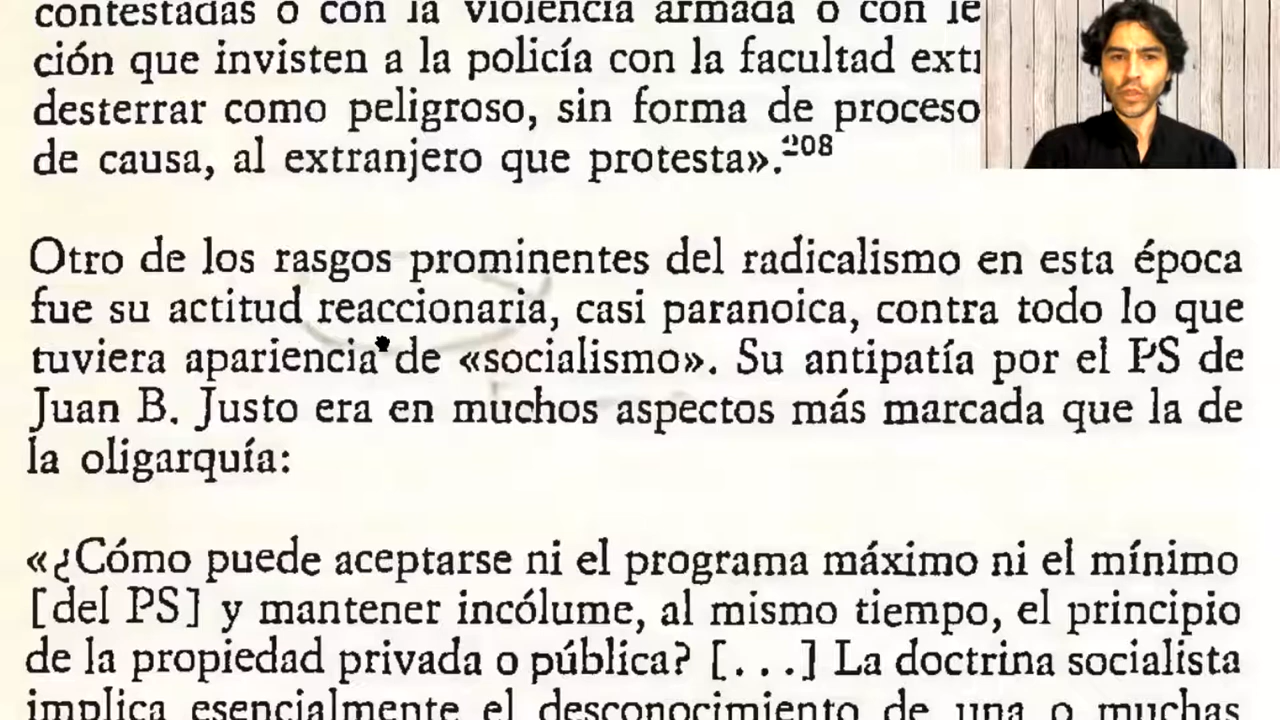 contestadas o con la violencia armada o con le
ción que invisten a la policía con la facultad extr
desterrar como peligroso, sin forma de proceso
de causa, al extranjero que protesta».²⁰⁸
Otro de los rasgos prominentes del radicalismo en esta época
fue su actitud reaccionaria, casi paranoica, contra todo lo que
tuviera apariencia de «socialismo». Su antipatía por el PS de
Juan B. Justo era en muchos aspectos más marcada que la de
la oligarquía:
«¿Cómo puede aceptarse ni el programa máximo ni el mínimo
[del PS] y mantener incólume, al mismo tiempo, el principio
de la propiedad privada o pública? [...] La doctrina socialista
implica esencialmente el desconocimiento de una o muchas